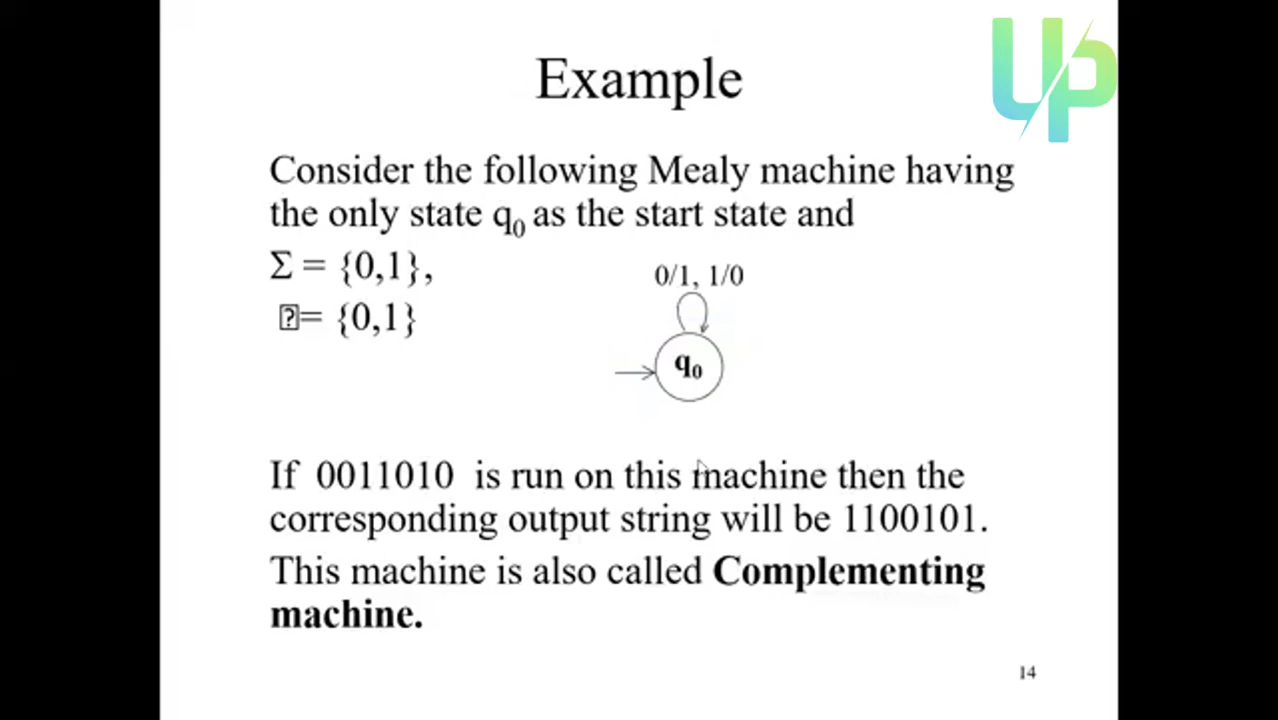 UP
Example
Consider the following Mealy machine having
the only state q₀ as the start state and
Σ = {0,1},
= {0,1}
0/1, 1/0
q₀
If 0011010 is run on this machine then the
corresponding output string will be 1100101.
This machine is also called Complementing
machine.
14